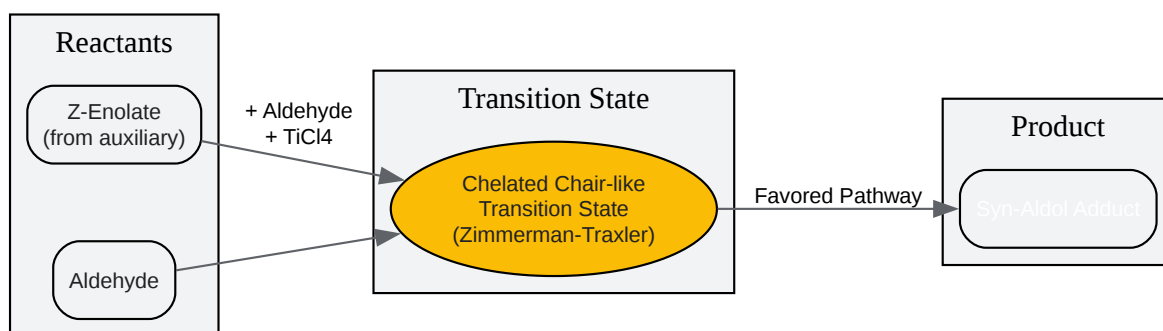 Reactants
Z-Enolate
(from auxiliary)
Aldehyde
+ Aldehyde
+ TiCl4
Transition State
Chelated Chair-like
Transition State
(Zimmerman-Traxler)
Favored Pathway
Product
Syn-Aldol Adduct